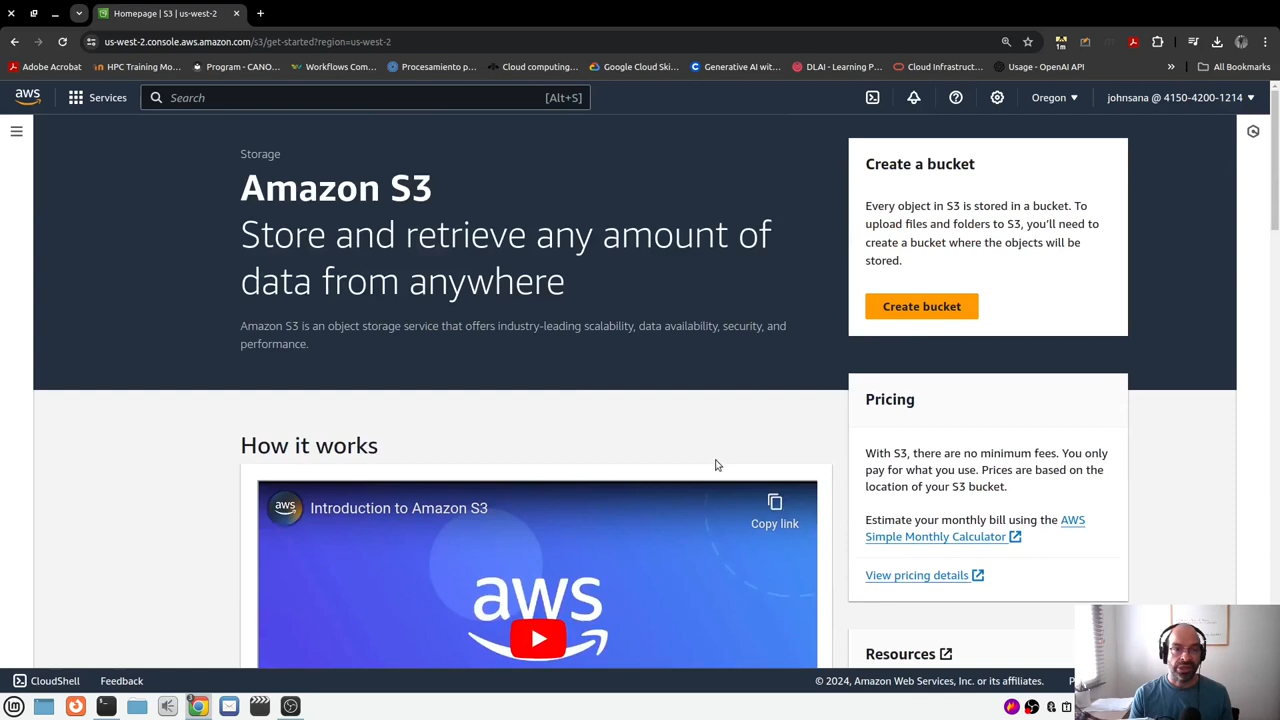 Homepage | S3 | us-west-2
us-west-2.console.aws.amazon.com/s3/get-started?region=us-west-2
Adobe Acrobat
HPC Training Mo...
Program - CANO...
Workflows Com...
Procesamiento p...
Cloud computing...
Google Cloud Skil...
Generative AI wit...
DLAI - Learning P...
Cloud Infrastruct...
Usage - OpenAI API
All Bookmarks
aws
Services
Search
[Alt+S]
Oregon
johnsana @ 4150-4200-1214
Storage
Amazon S3
Store and retrieve any amount of
data from anywhere
Amazon S3 is an object storage service that offers industry-leading scalability, data availability, security, and
performance.
Create a bucket
Every object in S3 is stored in a bucket. To
upload files and folders to S3, you'll need to
create a bucket where the objects will be
stored.
Create bucket
Pricing
With S3, there are no minimum fees. You only
pay for what you use. Prices are based on the
location of your S3 bucket.
Estimate your monthly bill using the AWS
Simple Monthly Calculator
View pricing details
Resources
How it works
aws
Introduction to Amazon S3
Copy link
aws
CloudShell
Feedback
© 2024, Amazon Web Services, Inc. or its affiliates.